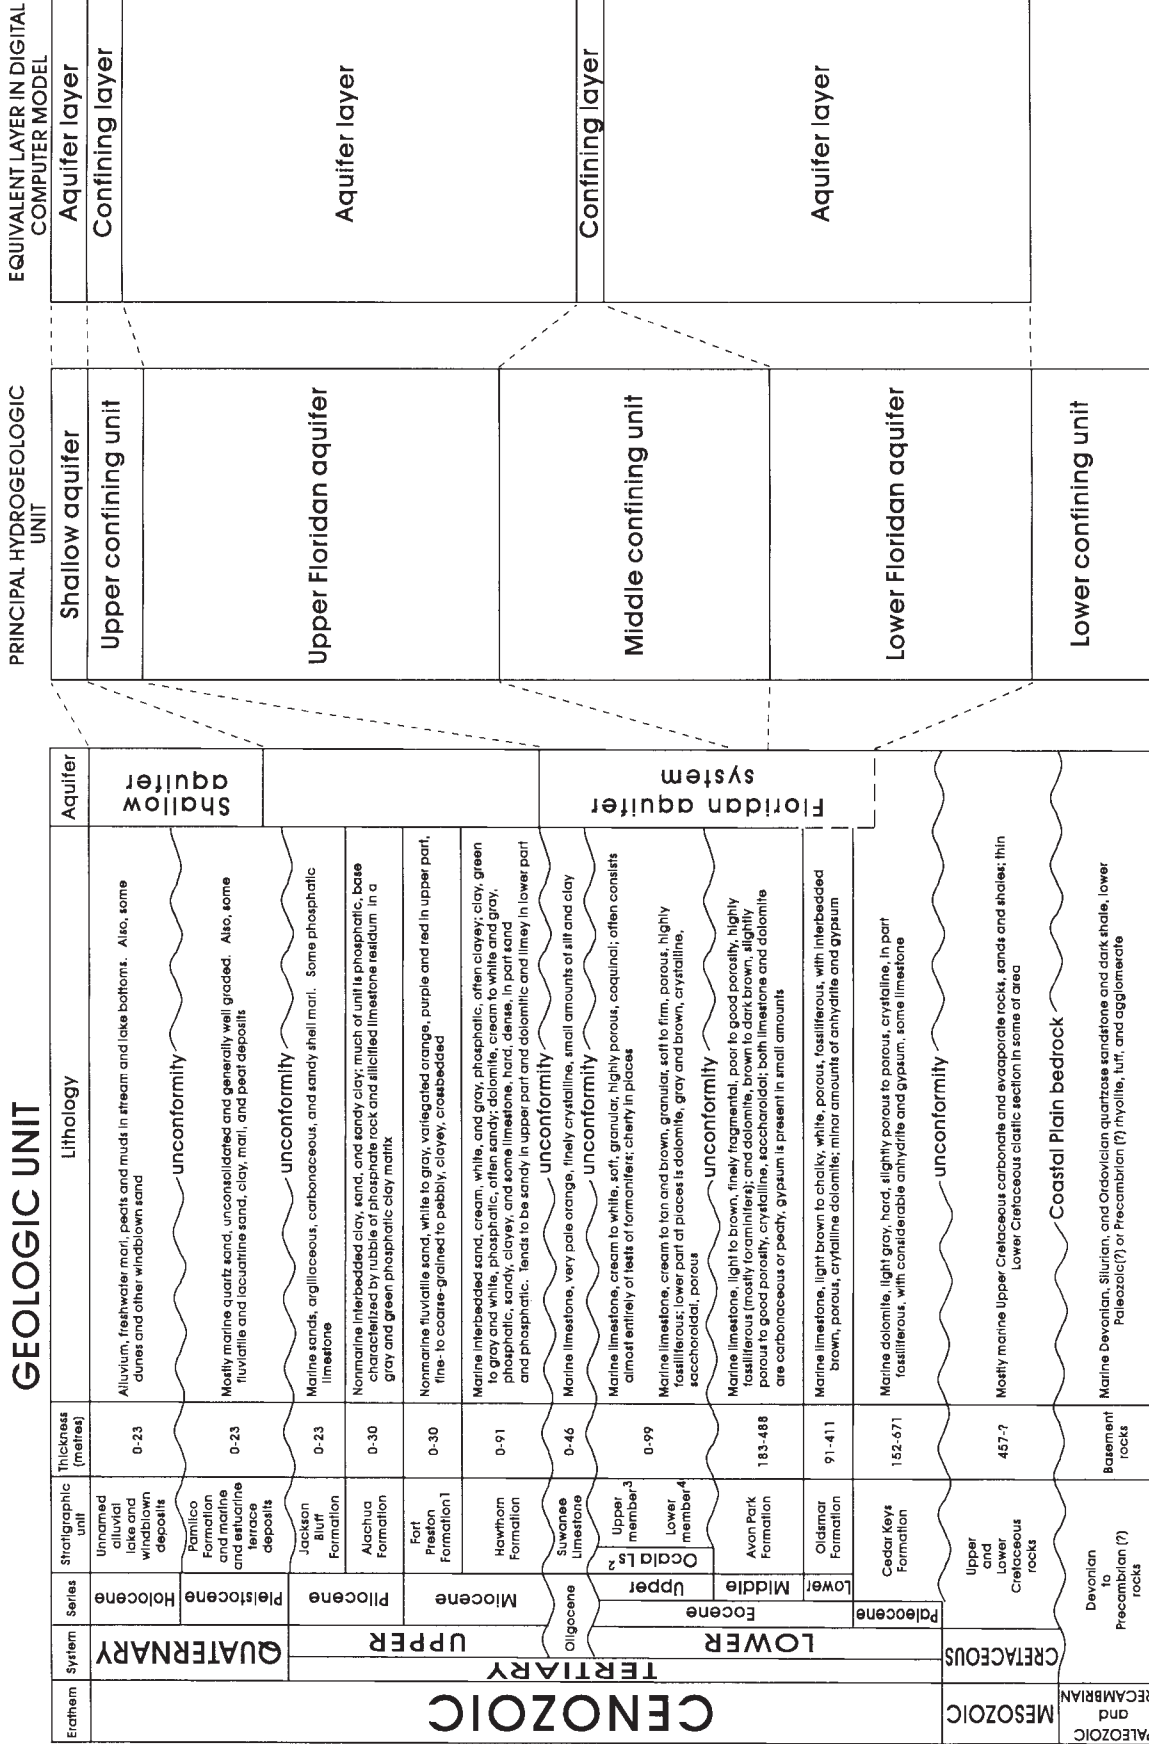 GEOLOGIC UNIT
PRINCIPAL HYDROGEOLOGIC
UNIT
EQUIVALENT LAYER IN DIGITAL
COMPUTER MODEL
Erathem
System
Series
Stratigraphic
unit
Thickness
(metres)
Lithology
Aquifer
CENOZOIC
QUATERNARY
Holocene
Unnamed
alluvial
lake and
windblown
deposits
0-23
Alluvium, freshwater marl, peats and muds in stream and lake bottoms. Also, some
dunes and other windblown sand
Shallow
aquifer
unconformity
Pleistocene
Pamlico
Formation
and marine
and estuarine
terrace
deposits
0-23
Mostly marine quartz sand, unconsolidated and generally well graded. Also, some
fluviatile and lacustrine sand, clay, marl, and peat deposits
unconformity
TERTIARY
UPPER
Pliocene
Jackson
Bluff
Formation
0-23
Marine sands, argillaceous, carbonaceous, and sandy shell marl. Some phosphatic
limestone
Alachua
Formation
0-30
Nonmarine interbedded clay, sand, and sandy clay; much of unit is phosphatic, base
characterized by rubble of phosphate rock and silicified limestone residum in a
gray and green phosphatic clay matrix
Miocene
Fort
Preston
Formation1
0-30
Nonmarine fluviatile sand, white to gray, variegated orange, purple and red in upper part,
fine- to coarse-grained to pebbly, clayey, crossbedded
Hawthorn
Formation
0-91
Marine interbedded sand, cream, white, and gray, phosphatic, often clayey; clay, green
to gray and white, phosphatic, often sandy; dolomite, cream to white and gray,
phosphatic, sandy, clayey, and some limestone, hard, dense, in part sand
and phosphatic. Tends to be sandy in upper part and dolomitic and limey in lower part
unconformity
Oligocene
Suwanee
Limestone
0-46
Marine limestone, very pale orange, finely crystalline, small amounts of silt and clay
Floridan aquifer
system
unconformity
LOWER
Eocene
Upper
Ocala Ls 2
Upper
member3
0-99
Marine limestone, cream to white, soft, granular, highly porous, coquinal; often consists
almost entirely of tests of formanifers; cherty in places
Lower
member4
Marine limestone, cream to tan and brown, granular, soft to firm, porous, highly
fossiliferous; lower part at places is dolomite, gray and brown, crystalline,
sacchoroidal, porous
unconformity
Middle
Avon Park
Formation
183-488
Marine limestone, light to brown, finely fragmental, poor to good porosity, highly
fossiliferous (mostly foraminifers); and dolomite, brown to dark brown, slightly
porous to good porosity, crystalline, saccharoidal; both limestone and dolomite
are carbonaceous or peaty, gypsum is present in small amounts
Lower
Oldsmar
Formation
91-411
Marine limestone, light brown to chalky, white, porous, fossiliferous, with interbedded
brown, porous, crytalline dolomite; minor amounts of anhydrite and gypsum
Paleocene
Cedar Keys
Formation
152-671
Marine dolomite, light gray, hard, slightly porous to porous, crystalline, in part
fossiliferous, with considerable anhydrite and gypsum, some limestone
unconformity
MESOZOIC
CRETACEOUS
Upper
and
Lower
Cretaceous
rocks
457-?
Mostly marine Upper Cretaceous carbonate and evaporate rocks, sands and shales; thin
Lower Cretaceous clastic section in some of area
Coastal Plain bedrock
PALEOZOIC
and
PRECAMBRIAN
Devonian
to
Precambrian (?)
rocks
Basement
rocks
Marine Devonian, Silurian, and Ordovician quartzose sandstone and dark shale, lower
Paleozoic(?) or Precambrian (?) rhyolite, tuff, and agglomerate
Shallow aquifer
Upper confining unit
Upper Floridan aquifer
Middle confining unit
Lower Floridan aquifer
Lower confining unit
Aquifer layer
Confining layer
Aquifer layer
Confining layer
Aquifer layer